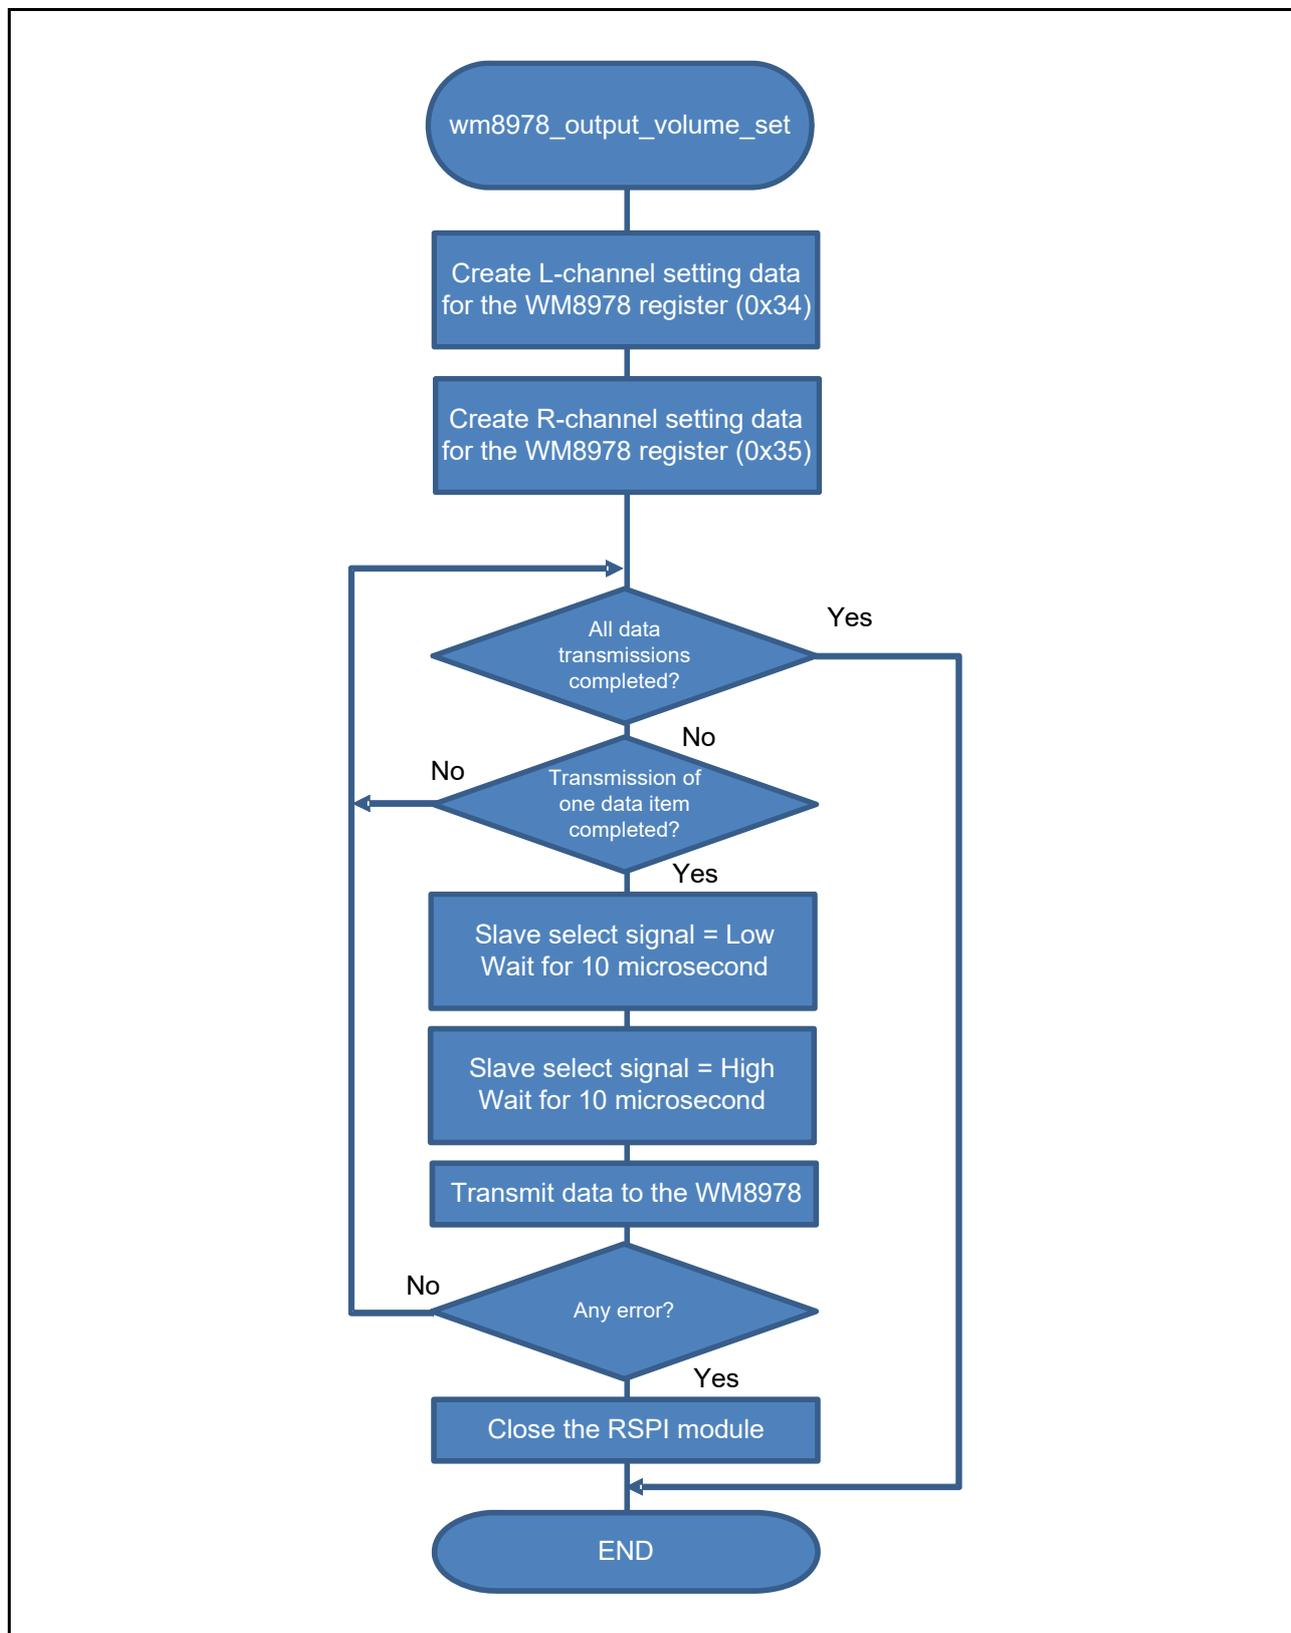 wm8978_output_volume_set
Create L-channel setting data
for the WM8978 register (0x34)
Create R-channel setting data
for the WM8978 register (0x35)
All data
transmissions
completed?
Yes
No
Transmission of
one data item
completed?
No
Yes
Slave select signal = Low
Wait for 10 microsecond
Slave select signal = High
Wait for 10 microsecond
Transmit data to the WM8978
No
Any error?
Yes
Close the RSPI module
END